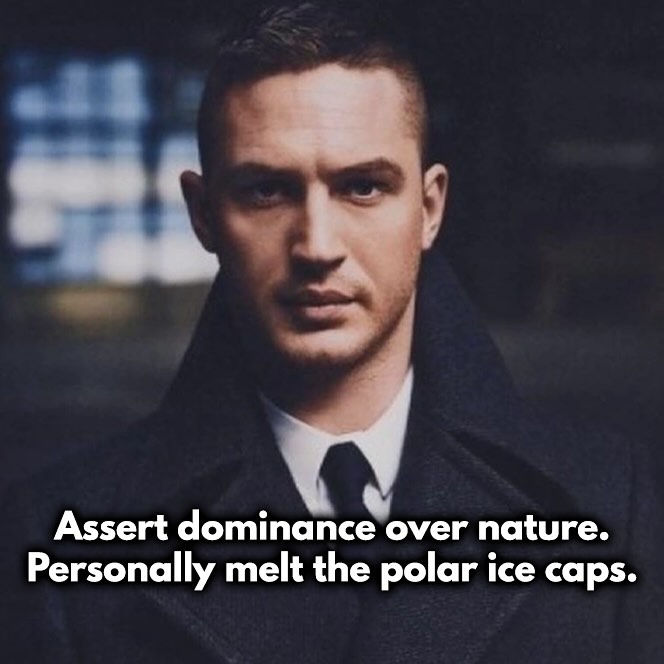 Assert dominance over nature.
Personally melt the polar ice caps.